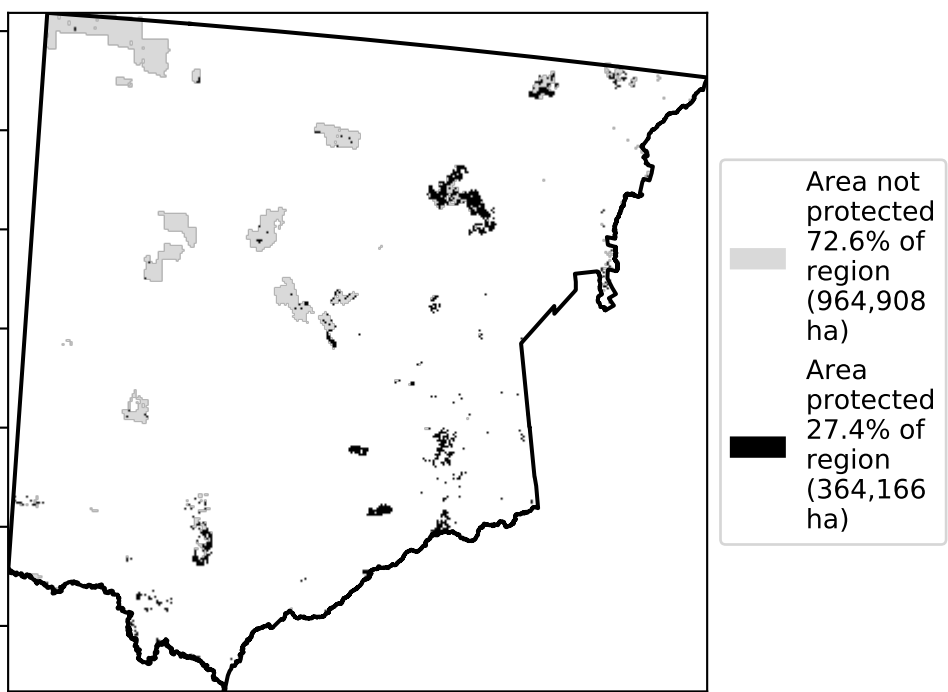 Area not
protected
72.6% of
region
(964,908
ha)
Area
protected
27.4% of
region
(364,166
ha)